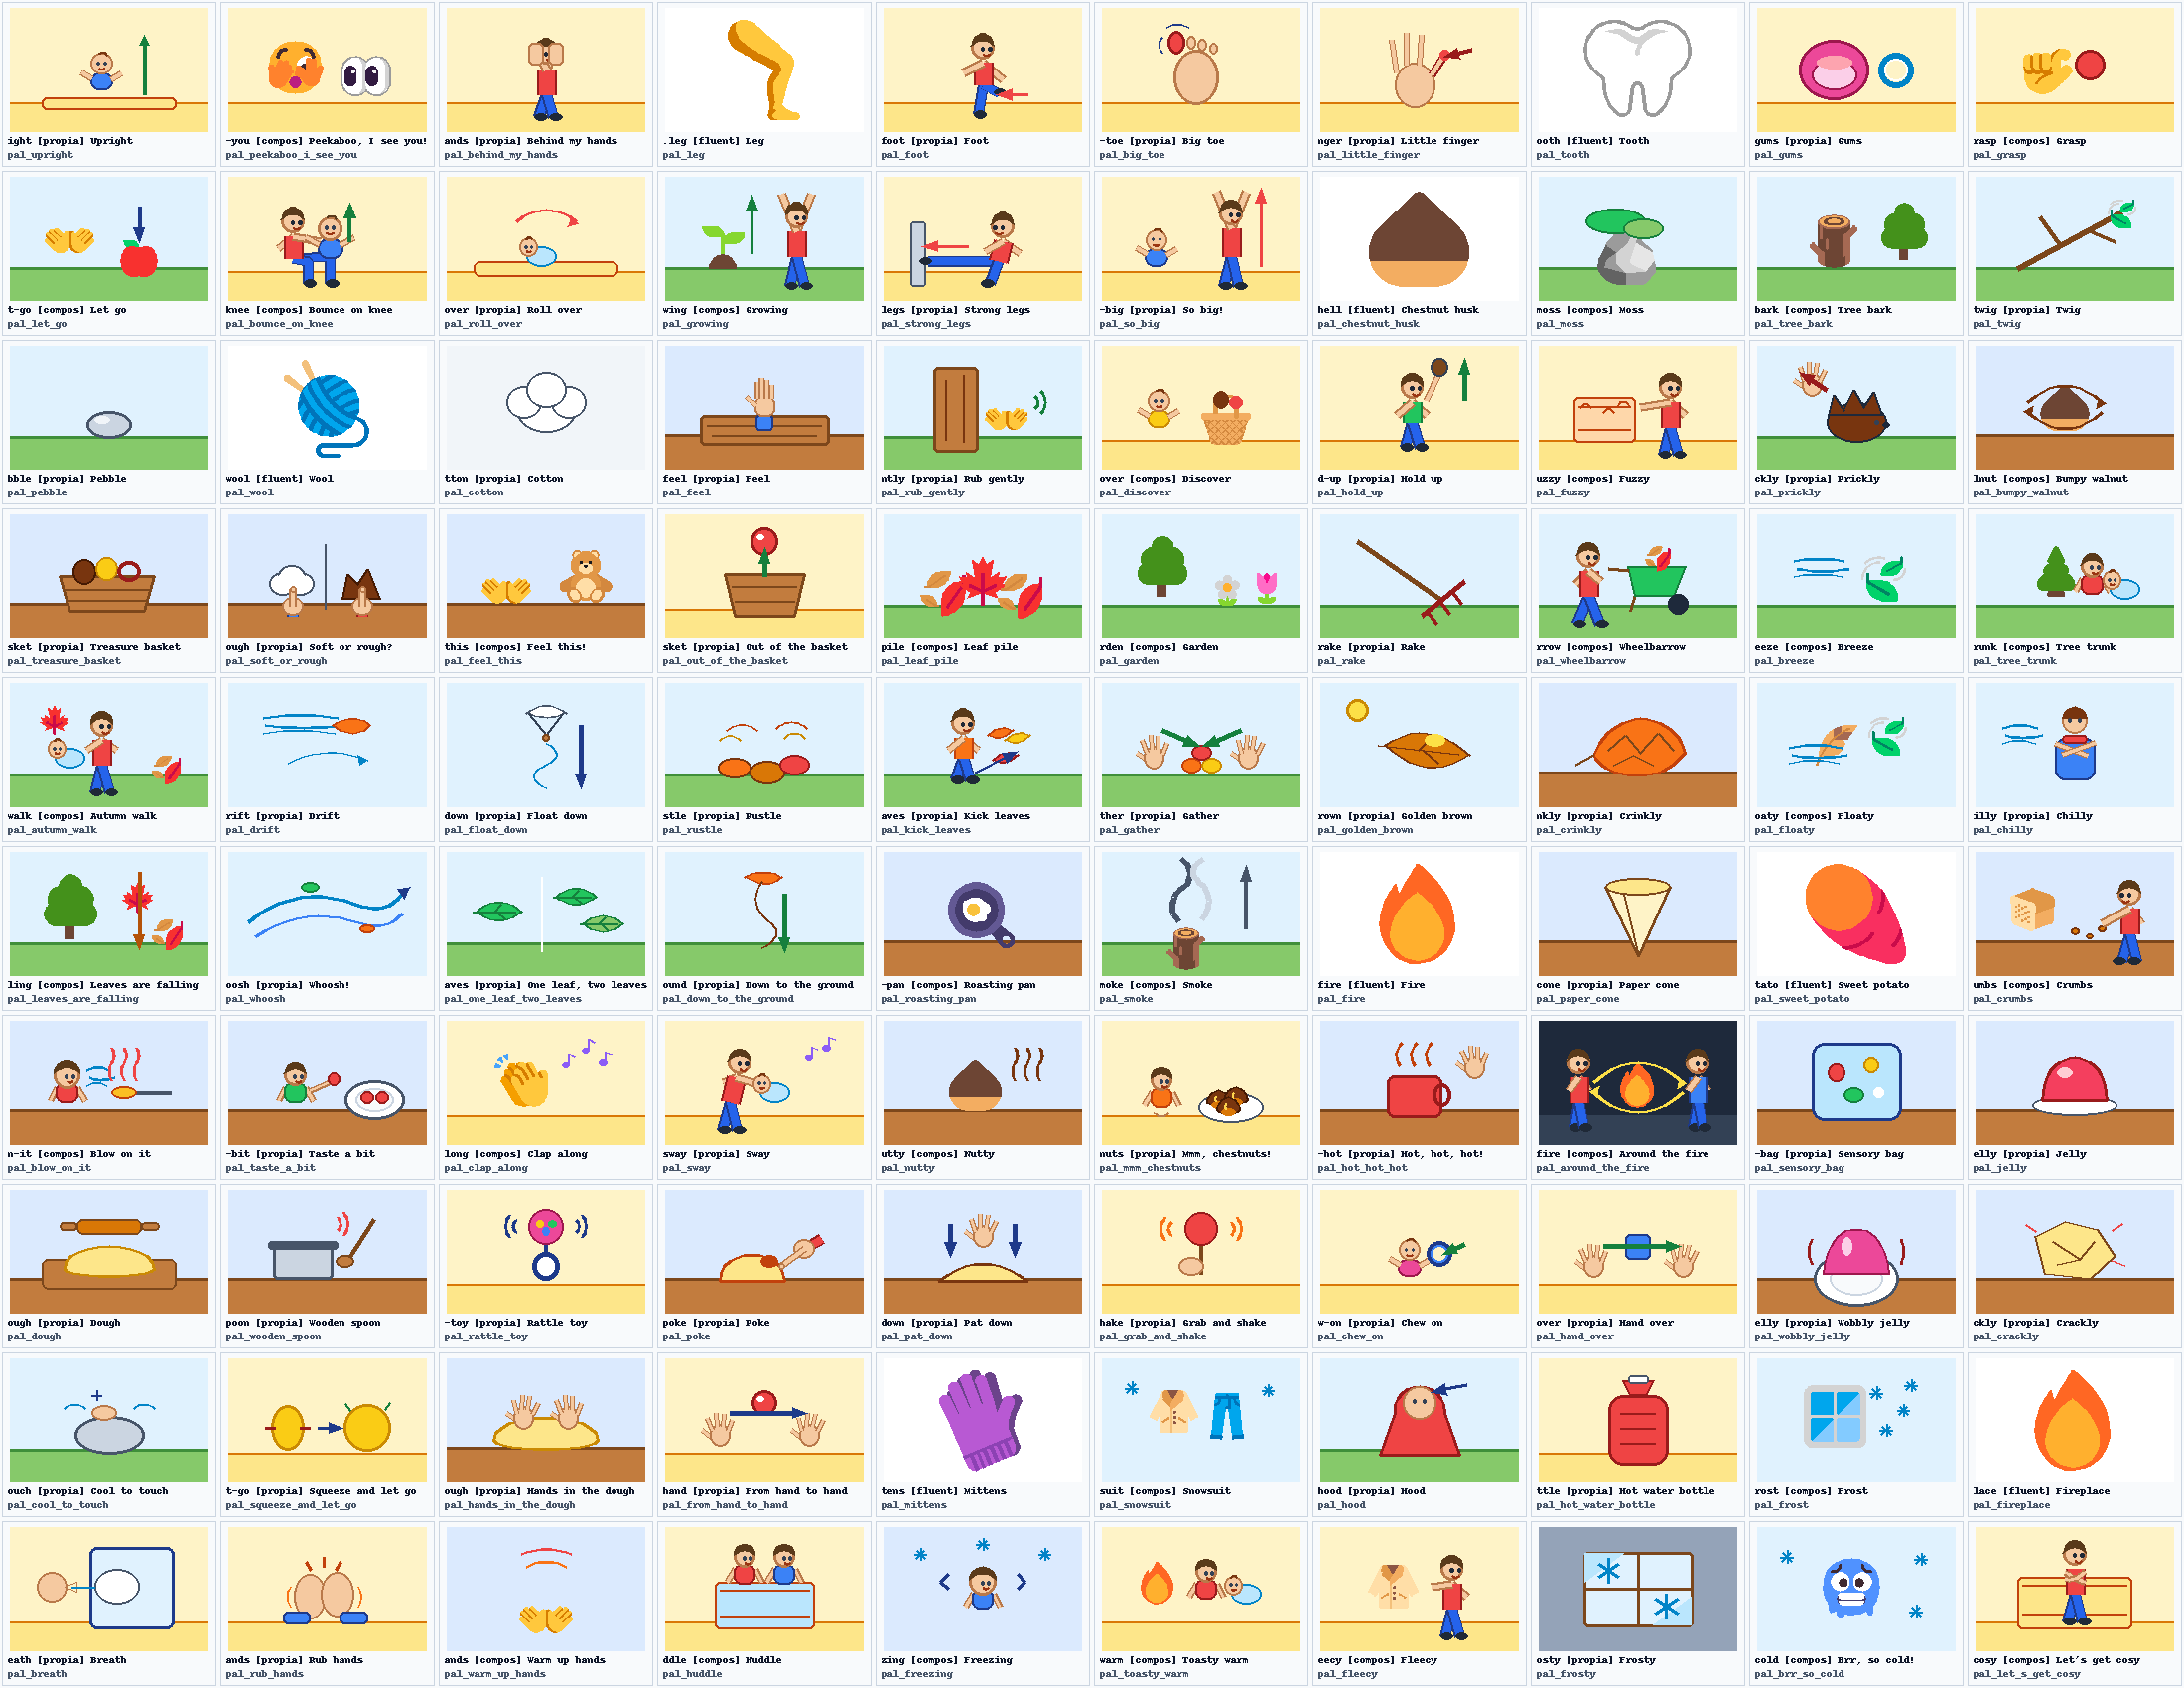 ight [propia] Upright
pal_upright
-you [compos] Peekaboo, I see you!
pal_peekaboo_i_see_you
ands [propia] Behind my hands
pal_behind_my_hands
.leg [fluent] Leg
pal_leg
foot [propia] Foot
pal_foot
-toe [propia] Big toe
pal_big_toe
nger [propia] Little finger
pal_little_finger
ooth [fluent] Tooth
pal_tooth
gums [propia] Gums
pal_gums
rasp [compos] Grasp
pal_grasp
t-go [compos] Let go
pal_let_go
knee [compos] Bounce on knee
pal_bounce_on_knee
over [propia] Roll over
pal_roll_over
wing [compos] Growing
pal_growing
legs [propia] Strong legs
pal_strong_legs
-big [propia] So big!
pal_so_big
hell [fluent] Chestnut husk
pal_chestnut_husk
moss [compos] Moss
pal_moss
bark [compos] Tree bark
pal_tree_bark
twig [propia] Twig
pal_twig
bble [propia] Pebble
pal_pebble
wool [fluent] Wool
pal_wool
tton [propia] Cotton
pal_cotton
feel [propia] Feel
pal_feel
ntly [propia] Rub gently
pal_rub_gently
over [compos] Discover
pal_discover
d-up [propia] Hold up
pal_hold_up
uzzy [compos] Fuzzy
pal_fuzzy
ckly [propia] Prickly
pal_prickly
lnut [compos] Bumpy walnut
pal_bumpy_walnut
sket [propia] Treasure basket
pal_treasure_basket
ough [propia] Soft or rough?
pal_soft_or_rough
this [compos] Feel this!
pal_feel_this
sket [propia] Out of the basket
pal_out_of_the_basket
pile [compos] Leaf pile
pal_leaf_pile
rden [compos] Garden
pal_garden
rake [propia] Rake
pal_rake
rrow [compos] Wheelbarrow
pal_wheelbarrow
eeze [compos] Breeze
pal_breeze
runk [compos] Tree trunk
pal_tree_trunk
walk [compos] Autumn walk
pal_autumn_walk
rift [propia] Drift
pal_drift
down [propia] Float down
pal_float_down
stle [propia] Rustle
pal_rustle
aves [propia] Kick leaves
pal_kick_leaves
ther [propia] Gather
pal_gather
rown [propia] Golden brown
pal_golden_brown
nkly [propia] Crinkly
pal_crinkly
oaty [compos] Floaty
pal_floaty
illy [propia] Chilly
pal_chilly
ling [compos] Leaves are falling
pal_leaves_are_falling
oosh [propia] Whoosh!
pal_whoosh
aves [propia] One leaf, two leaves
pal_one_leaf_two_leaves
ound [propia] Down to the ground
pal_down_to_the_ground
-pan [compos] Roasting pan
pal_roasting_pan
moke [compos] Smoke
pal_smoke
fire [fluent] Fire
pal_fire
cone [propia] Paper cone
pal_paper_cone
tato [fluent] Sweet potato
pal_sweet_potato
umbs [compos] Crumbs
pal_crumbs
n-it [compos] Blow on it
pal_blow_on_it
-bit [propia] Taste a bit
pal_taste_a_bit
long [compos] Clap along
pal_clap_along
sway [propia] Sway
pal_sway
utty [compos] Nutty
pal_nutty
nuts [propia] Mmm, chestnuts!
pal_mmm_chestnuts
-hot [propia] Hot, hot, hot!
pal_hot_hot_hot
fire [compos] Around the fire
pal_around_the_fire
-bag [propia] Sensory bag
pal_sensory_bag
elly [propia] Jelly
pal_jelly
ough [propia] Dough
pal_dough
poon [propia] Wooden spoon
pal_wooden_spoon
-toy [propia] Rattle toy
pal_rattle_toy
poke [propia] Poke
pal_poke
down [propia] Pat down
pal_pat_down
hake [propia] Grab and shake
pal_grab_and_shake
w-on [propia] Chew on
pal_chew_on
over [propia] Hand over
pal_hand_over
elly [propia] Wobbly jelly
pal_wobbly_jelly
ckly [propia] Crackly
pal_crackly
ouch [propia] Cool to touch
pal_cool_to_touch
t-go [propia] Squeeze and let go
pal_squeeze_and_let_go
ough [propia] Hands in the dough
pal_hands_in_the_dough
hand [propia] From hand to hand
pal_from_hand_to_hand
tens [fluent] Mittens
pal_mittens
suit [compos] Snowsuit
pal_snowsuit
hood [propia] Hood
pal_hood
ttle [propia] Hot water bottle
pal_hot_water_bottle
rost [compos] Frost
pal_frost
lace [fluent] Fireplace
pal_fireplace
eath [propia] Breath
pal_breath
ands [propia] Rub hands
pal_rub_hands
ands [compos] Warm up hands
pal_warm_up_hands
ddle [compos] Huddle
pal_huddle
zing [compos] Freezing
pal_freezing
warm [compos] Toasty warm
pal_toasty_warm
eecy [compos] Fleecy
pal_fleecy
osty [propia] Frosty
pal_frosty
cold [compos] Brr, so cold!
pal_brr_so_cold
cosy [compos] Let's get cosy
pal_let_s_get_cosy